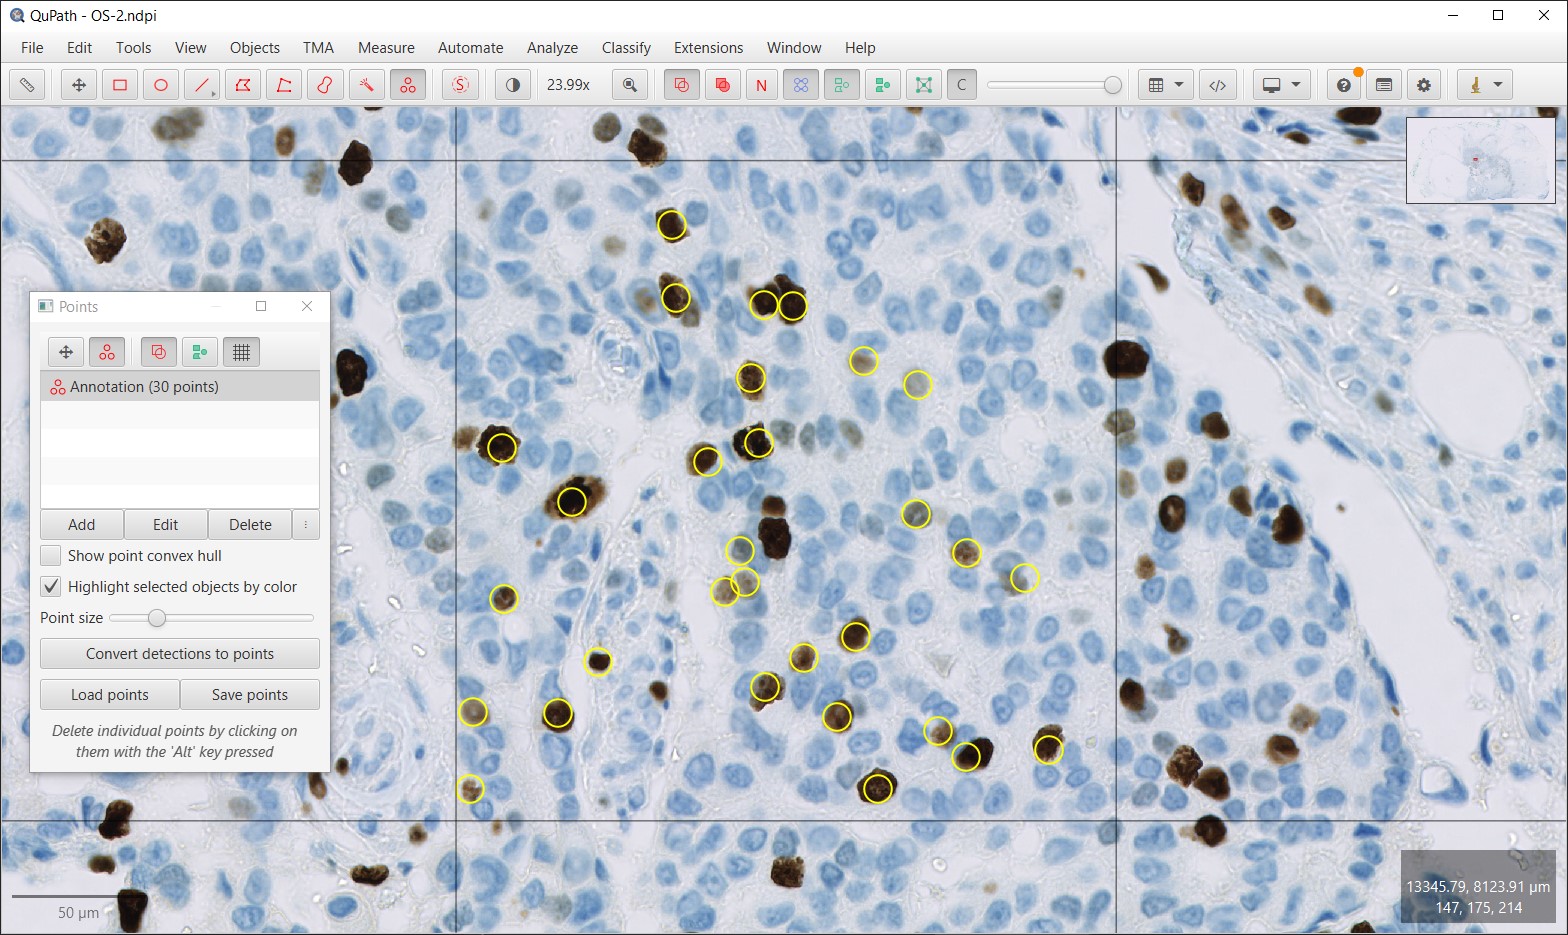 QuPath - OS-2.ndpi
File Edit Tools View Objects TMA Measure Automate Analyze Classify Extensions Window Help
S 23.99x N C </> ?
Points
Annotation (30 points)
Add Edit Delete
Show point convex hull
Highlight selected objects by color
Point size
Convert detections to points
Load points Save points
Delete individual points by clicking on
them with the 'Alt' key pressed
50 µm
13345.79, 8123.91 µm
147, 175, 214